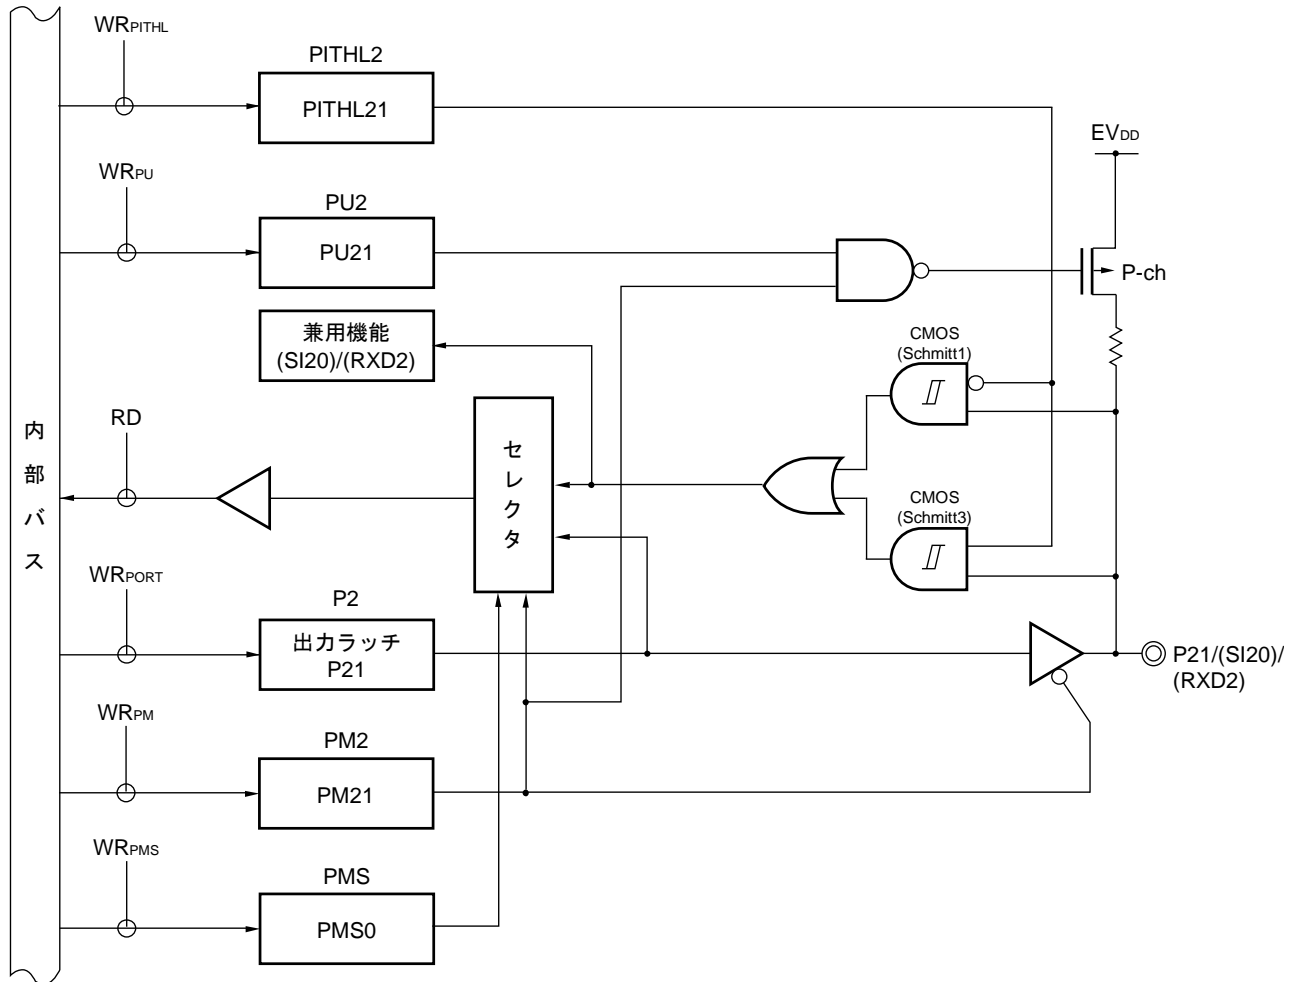 WRPITHL
PITHL2
PITHL21
EVDD
WRPU
PU2
PU21
P-ch
兼用機能
(SI20)/(RXD2)
CMOS
(Schmitt1)
RD
内部バス
セレクタ
CMOS
(Schmitt3)
WRPORT
P2
出力ラッチ
P21
P21/(SI20)/
(RXD2)
WRPM
PM2
PM21
WRPMS
PMS
PMS0